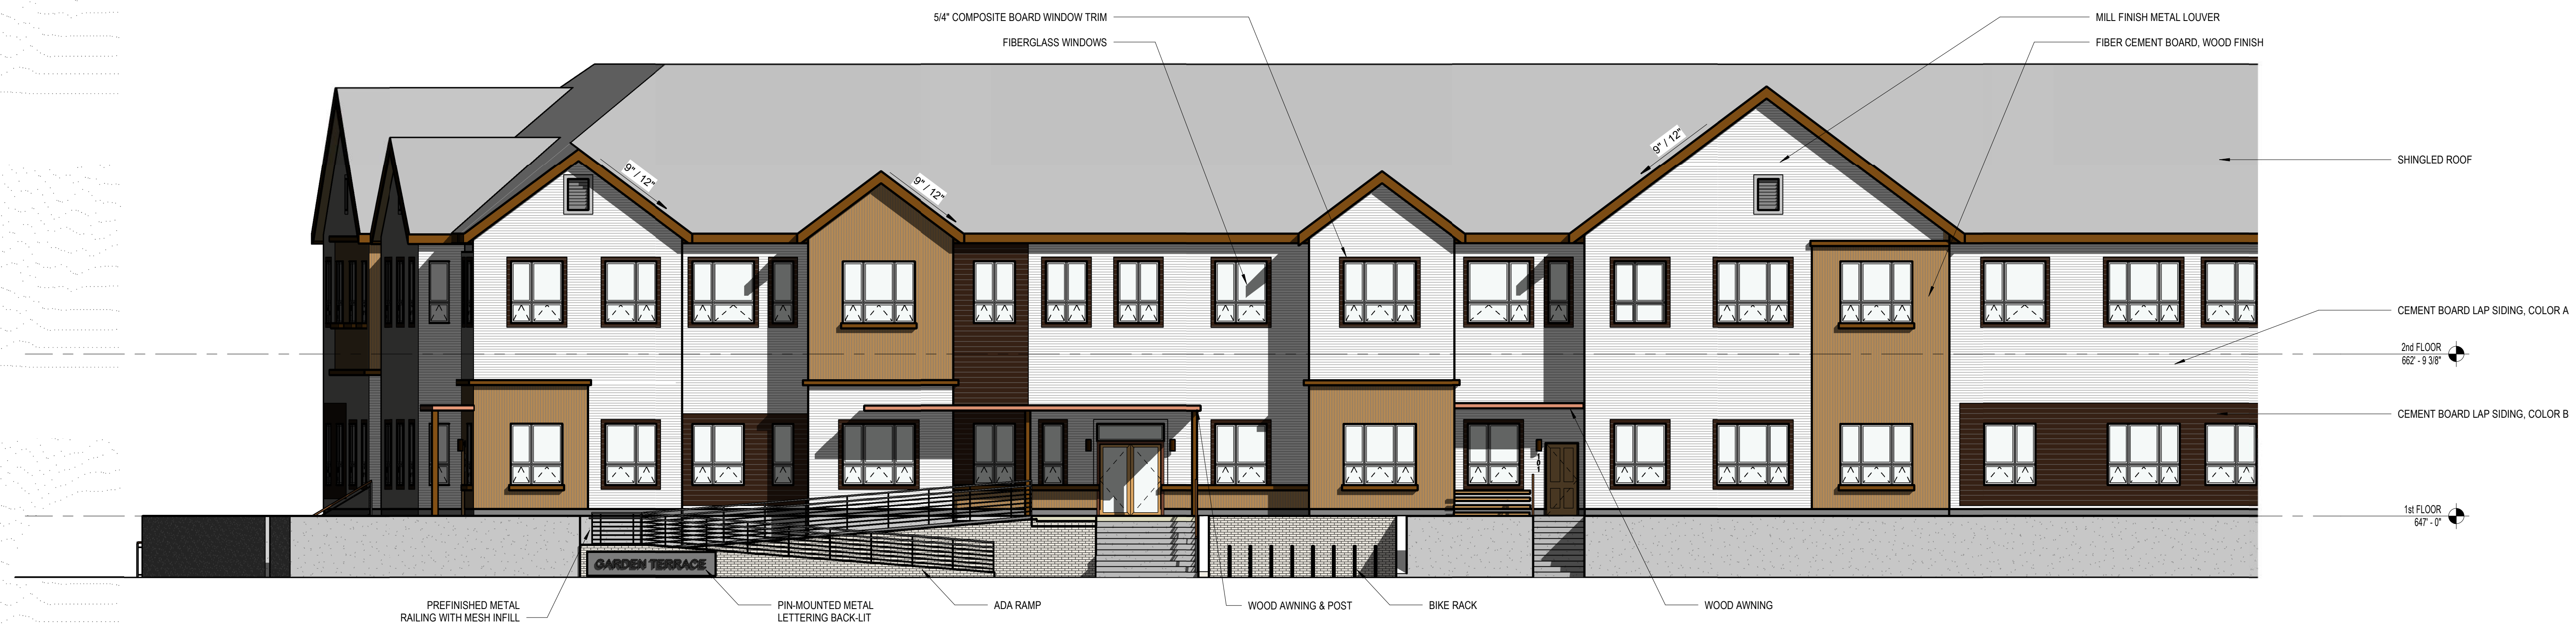 5/4" COMPOSITE BOARD WINDOW TRIM
FIBERGLASS WINDOWS
MILL FINISH METAL LOUVER
FIBER CEMENT BOARD, WOOD FINISH
9" / 12"
9" / 12"
9" / 12"
SHINGLED ROOF
CEMENT BOARD LAP SIDING, COLOR A
2nd FLOOR
662' - 9 3/8"
CEMENT BOARD LAP SIDING, COLOR B
101
1st FLOOR
647' - 0"
GARDEN TERRACE
PREFINISHED METAL
RAILING WITH MESH INFILL
PIN-MOUNTED METAL
LETTERING BACK-LIT
ADA RAMP
WOOD AWNING & POST
BIKE RACK
WOOD AWNING